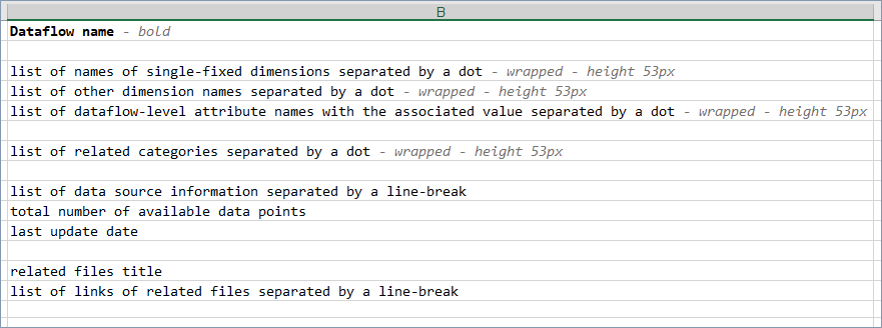 B
Dataflow name - bold
list of names of single-fixed dimensions separated by a dot - wrapped - height 53px
list of other dimension names separated by a dot - wrapped - height 53px
list of dataflow-level attribute names with the associated value separated by a dot - wrapped - height 53px
list of related categories separated by a dot - wrapped - height 53px
list of data source information separated by a line-break
total number of available data points
last update date
related files title
list of links of related files separated by a line-break